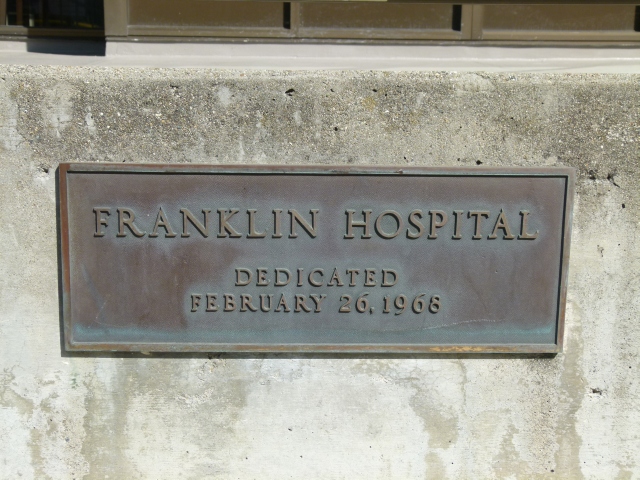 FRANKLIN HOSPITAL
DEDICATED
FEBRUARY 26, 1968